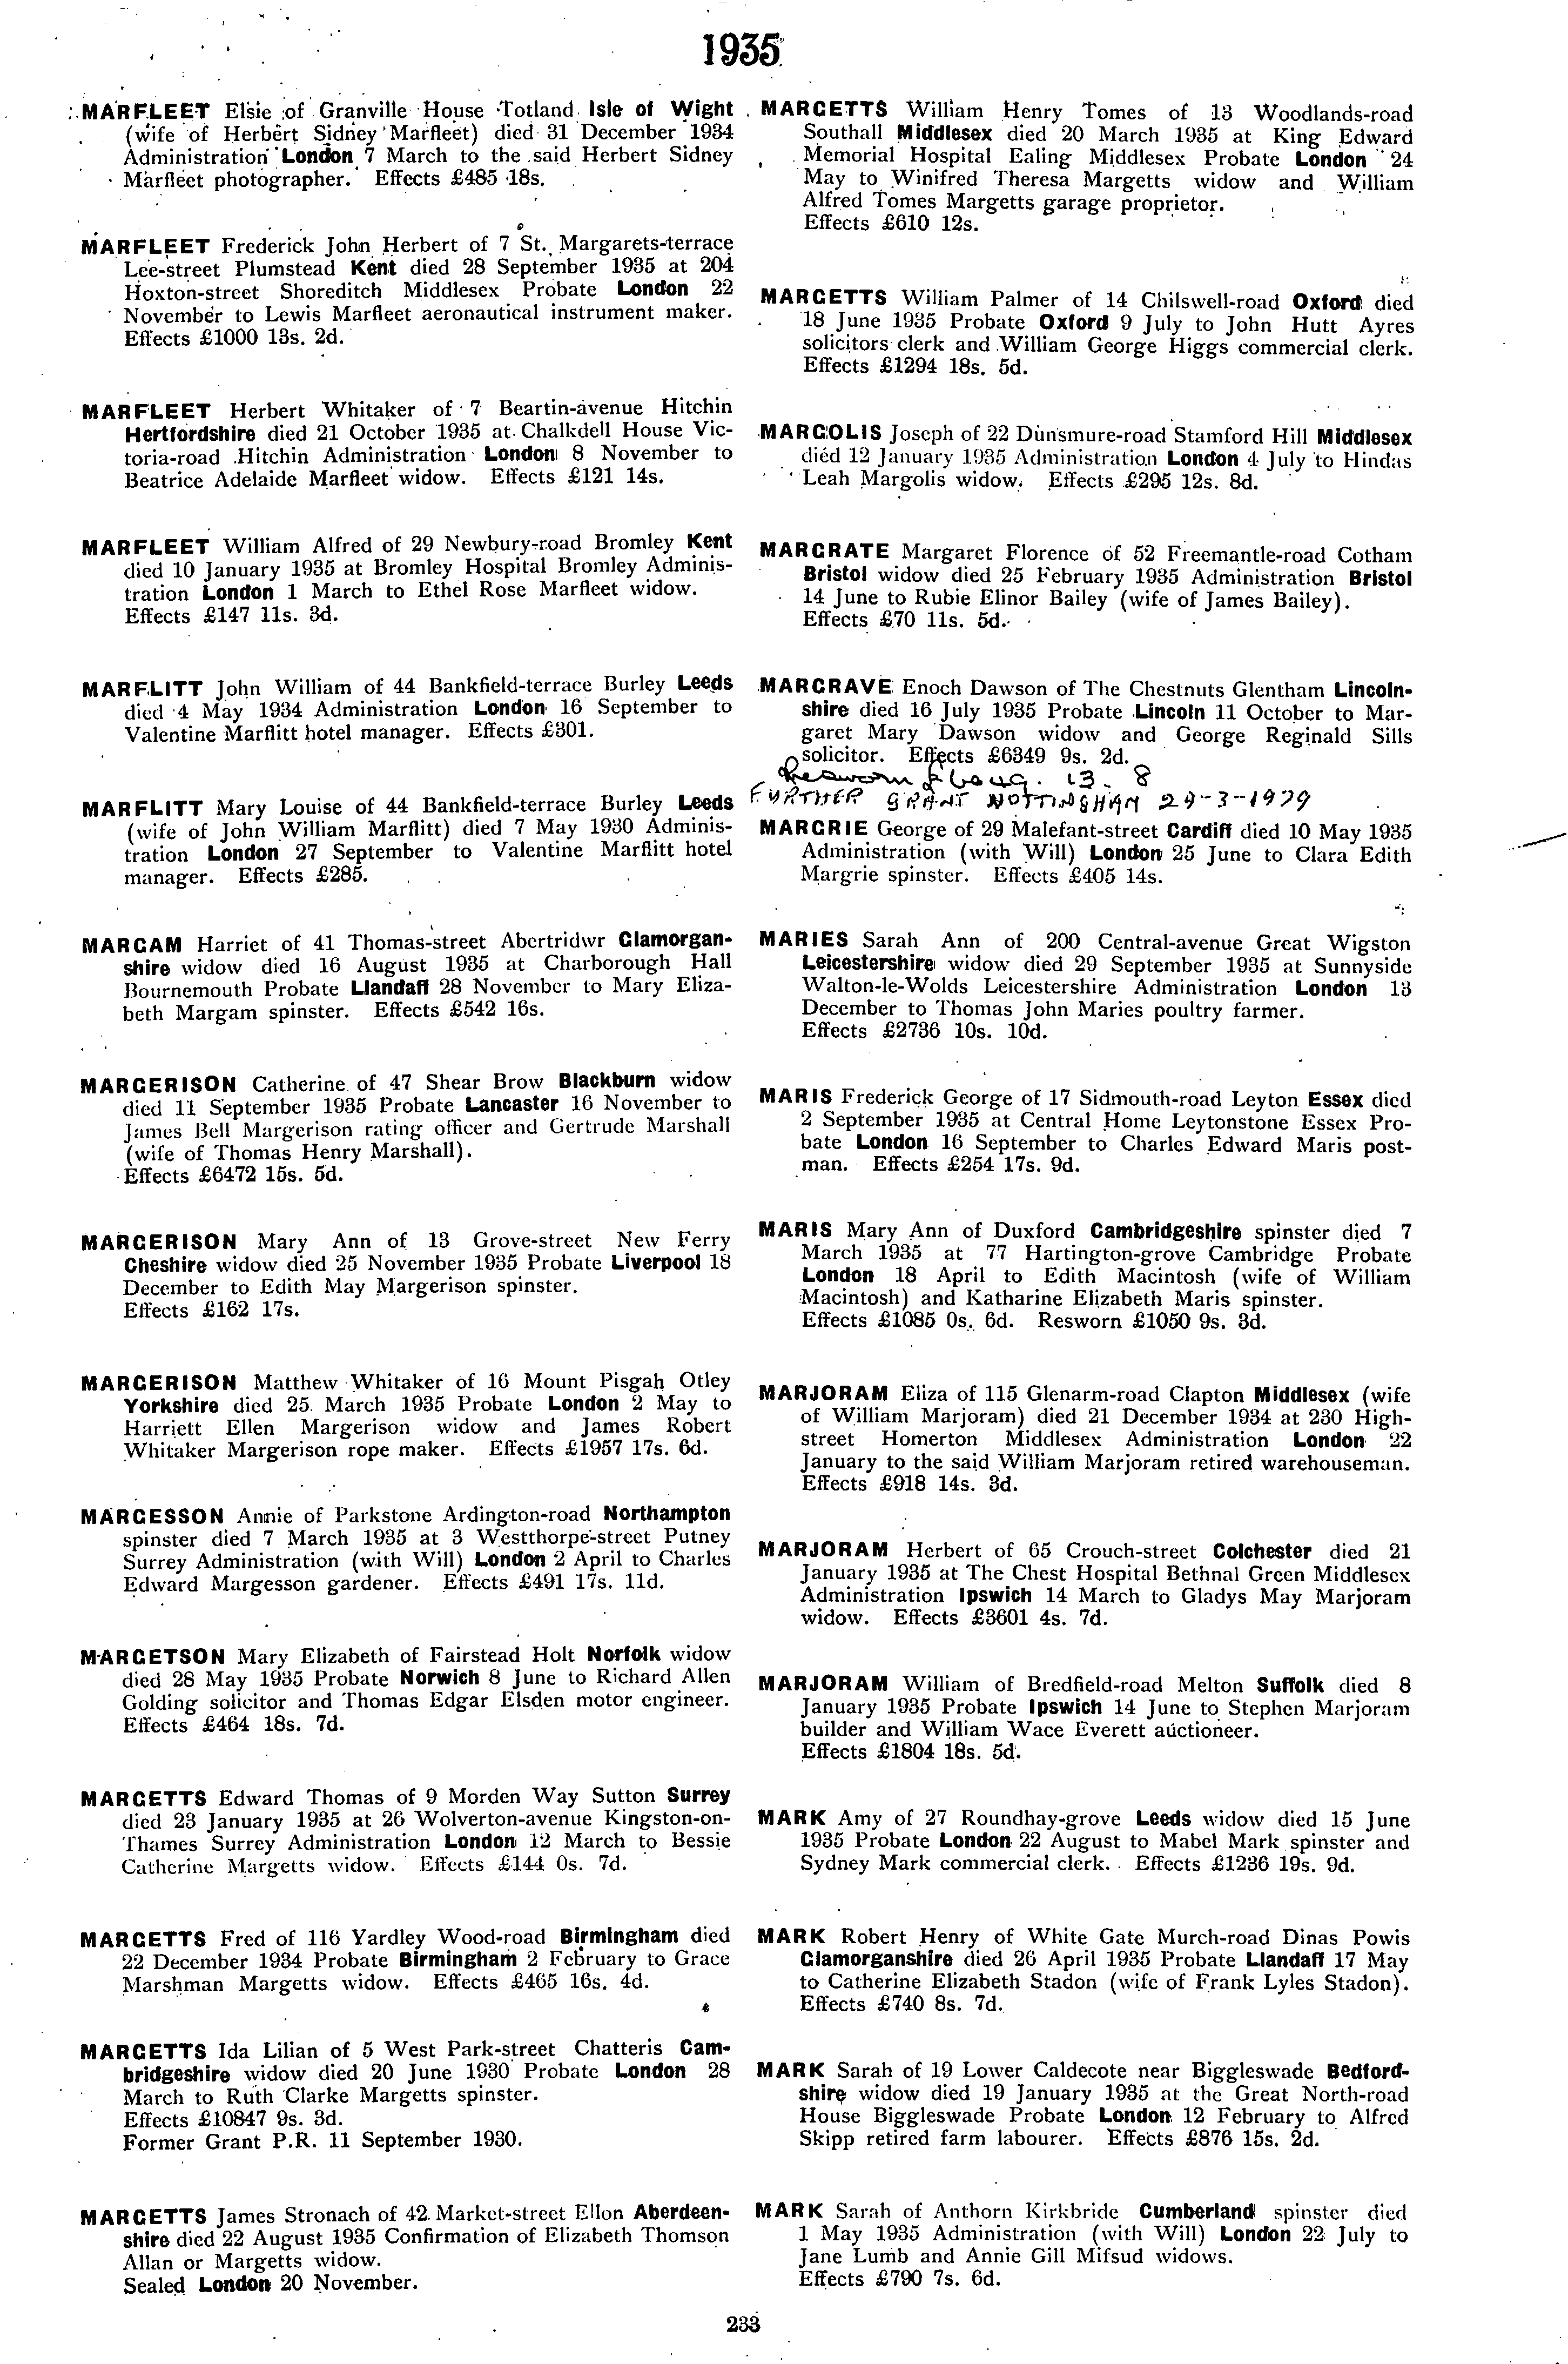 1935
MARFLEET Elsie of Granville House Totland Isle of Wight
(wife of Herbert Sidney Marfleet) died 31 December 1934
Administration London 7 March to the said Herbert Sidney
Marfleet photographer. Effects £485 18s.
MARFLEET Frederick John Herbert of 7 St. Margarets-terrace
Lee-street Plumstead Kent died 28 September 1935 at 204
Hoxton-street Shoreditch Middlesex Probate London 22
November to Lewis Marfleet aeronautical instrument maker.
Effects £1000 13s. 2d.
MARFLEET Herbert Whitaker of 7 Beartin-avenue Hitchin
Hertfordshire died 21 October 1935 at Chalkdell House Vic-
toria-road Hitchin Administration London 8 November to
Beatrice Adelaide Marfleet widow. Effects £121 14s.
MARFLEET William Alfred of 29 Newbury-road Bromley Kent
died 10 January 1935 at Bromley Hospital Bromley Adminis-
tration London 1 March to Ethel Rose Marfleet widow.
Effects £147 11s. 3d.
MARFLITT John William of 44 Bankfield-terrace Burley Leeds
died 4 May 1934 Administration London 16 September to
Valentine Marflitt hotel manager. Effects £301.
MARFLITT Mary Louise of 44 Bankfield-terrace Burley Leeds
(wife of John William Marflitt) died 7 May 1930 Adminis-
tration London 27 September to Valentine Marflitt hotel
manager. Effects £285.
MARGAM Harriet of 41 Thomas-street Abertridwr Glamorgan-
shire widow died 16 August 1935 at Charborough Hall
Bournemouth Probate Llandaff 28 November to Mary Eliza-
beth Margam spinster. Effects £542 16s.
MARGERISON Catherine of 47 Shear Brow Blackburn widow
died 11 September 1935 Probate Lancaster 16 November to
James Bell Margerison rating officer and Gertrude Marshall
(wife of Thomas Henry Marshall).
Effects £6472 15s. 5d.
MARGERISON Mary Ann of 13 Grove-street New Ferry
Cheshire widow died 25 November 1935 Probate Liverpool 18
December to Edith May Margerison spinster.
Effects £162 17s.
MARGERISON Matthew Whitaker of 16 Mount Pisgah Otley
Yorkshire died 25 March 1935 Probate London 2 May to
Harriett Ellen Margerison widow and James Robert
Whitaker Margerison rope maker. Effects £1957 17s. 6d.
MARGESSON Annie of Parkstone Ardington-road Northampton
spinster died 7 March 1935 at 3 Westthorpe-street Putney
Surrey Administration (with Will) London 2 April to Charles
Edward Margesson gardener. Effects £491 17s. 11d.
MARGETSON Mary Elizabeth of Fairstead Holt Norfolk widow
died 28 May 1935 Probate Norwich 8 June to Richard Allen
Golding solicitor and Thomas Edgar Elsden motor engineer.
Effects £464 18s. 7d.
MARGETTS Edward Thomas of 9 Morden Way Sutton Surrey
died 23 January 1935 at 26 Wolverton-avenue Kingston-on-
Thames Surrey Administration London 12 March to Bessie
Catherine Margetts widow. Effects £144 0s. 7d.
MARGETTS Fred of 116 Yardley Wood-road Birmingham died
22 December 1934 Probate Birmingham 2 February to Grace
Marshman Margetts widow. Effects £465 16s. 4d.
MARGETTS Ida Lilian of 5 West Park-street Chatteris Cam-
bridgeshire widow died 20 June 1930 Probate London 28
March to Ruth Clarke Margetts spinster.
Effects £10847 9s. 3d.
Former Grant P.R. 11 September 1930.
MARGETTS James Stronach of 42 Market-street Ellon Aberdeen-
shire died 22 August 1935 Confirmation of Elizabeth Thomson
Allan or Margetts widow.
Sealed London 20 November.
MARGETTS William Henry Tomes of 13 Woodlands-road
Southall Middlesex died 20 March 1935 at King Edward
Memorial Hospital Ealing Middlesex Probate London 24
May to Winifred Theresa Margetts widow and William
Alfred Tomes Margetts garage proprietor.
Effects £610 12s.
MARGETTS William Palmer of 14 Chilswell-road Oxford died
18 June 1935 Probate Oxford 9 July to John Hutt Ayres
solicitors clerk and William George Higgs commercial clerk.
Effects £1294 18s. 5d.
MARGOLIS Joseph of 22 Dunsmure-road Stamford Hill Middlesex
died 12 January 1935 Administration London 4 July to Hindas
Leah Margolis widow. Effects £295 12s. 8d.
MARGRATE Margaret Florence of 52 Freemantle-road Cotham
Bristol widow died 25 February 1935 Administration Bristol
14 June to Rubie Elinor Bailey (wife of James Bailey).
Effects £70 11s. 5d.
MARGRAVE Enoch Dawson of The Chestnuts Glentham Lincoln-
shire died 16 July 1935 Probate Lincoln 11 October to Mar-
garet Mary Dawson widow and George Reginald Sills
solicitor. Effects £6349 9s. 2d.
Resworn 13. 8
FURTHER GRANT NOTTINGHAM 29-3-1979
MARGRIE George of 29 Malefant-street Cardiff died 10 May 1935
Administration (with Will) London 25 June to Clara Edith
Margrie spinster. Effects £405 14s.
MARIES Sarah Ann of 200 Central-avenue Great Wigston
Leicestershire widow died 29 September 1935 at Sunnyside
Walton-le-Wolds Leicestershire Administration London 13
December to Thomas John Maries poultry farmer.
Effects £2736 10s. 10d.
MARIS Frederick George of 17 Sidmouth-road Leyton Essex died
2 September 1935 at Central Home Leytonstone Essex Pro-
bate London 16 September to Charles Edward Maris post-
man. Effects £254 17s. 9d.
MARIS Mary Ann of Duxford Cambridgeshire spinster died 7
March 1935 at 77 Hartington-grove Cambridge Probate
London 18 April to Edith Macintosh (wife of William
Macintosh) and Katharine Elizabeth Maris spinster.
Effects £1085 0s. 6d. Resworn £1050 9s. 3d.
MARJORAM Eliza of 115 Glenarm-road Clapton Middlesex (wife
of William Marjoram) died 21 December 1934 at 230 High-
street Homerton Middlesex Administration London 22
January to the said William Marjoram retired warehouseman.
Effects £918 14s. 3d.
MARJORAM Herbert of 65 Crouch-street Colchester died 21
January 1935 at The Chest Hospital Bethnal Green Middlesex
Administration Ipswich 14 March to Gladys May Marjoram
widow. Effects £3601 4s. 7d.
MARJORAM William of Bredfield-road Melton Suffolk died 8
January 1935 Probate Ipswich 14 June to Stephen Marjoram
builder and William Wace Everett auctioneer.
Effects £1804 18s. 5d.
MARK Amy of 27 Roundhay-grove Leeds widow died 15 June
1935 Probate London 22 August to Mabel Mark spinster and
Sydney Mark commercial clerk. Effects £1236 19s. 9d.
MARK Robert Henry of White Gate Murch-road Dinas Powis
Glamorganshire died 26 April 1935 Probate Llandaff 17 May
to Catherine Elizabeth Stadon (wife of Frank Lyles Stadon).
Effects £740 8s. 7d.
MARK Sarah of 19 Lower Caldecote near Biggleswade Bedford-
shire widow died 19 January 1935 at the Great North-road
House Biggleswade Probate London 12 February to Alfred
Skipp retired farm labourer. Effects £876 15s. 2d.
MARK Sarah of Anthorn Kirkbride Cumberland spinster died
1 May 1935 Administration (with Will) London 22 July to
Jane Lumb and Annie Gill Mifsud widows.
Effects £790 7s. 6d.
233